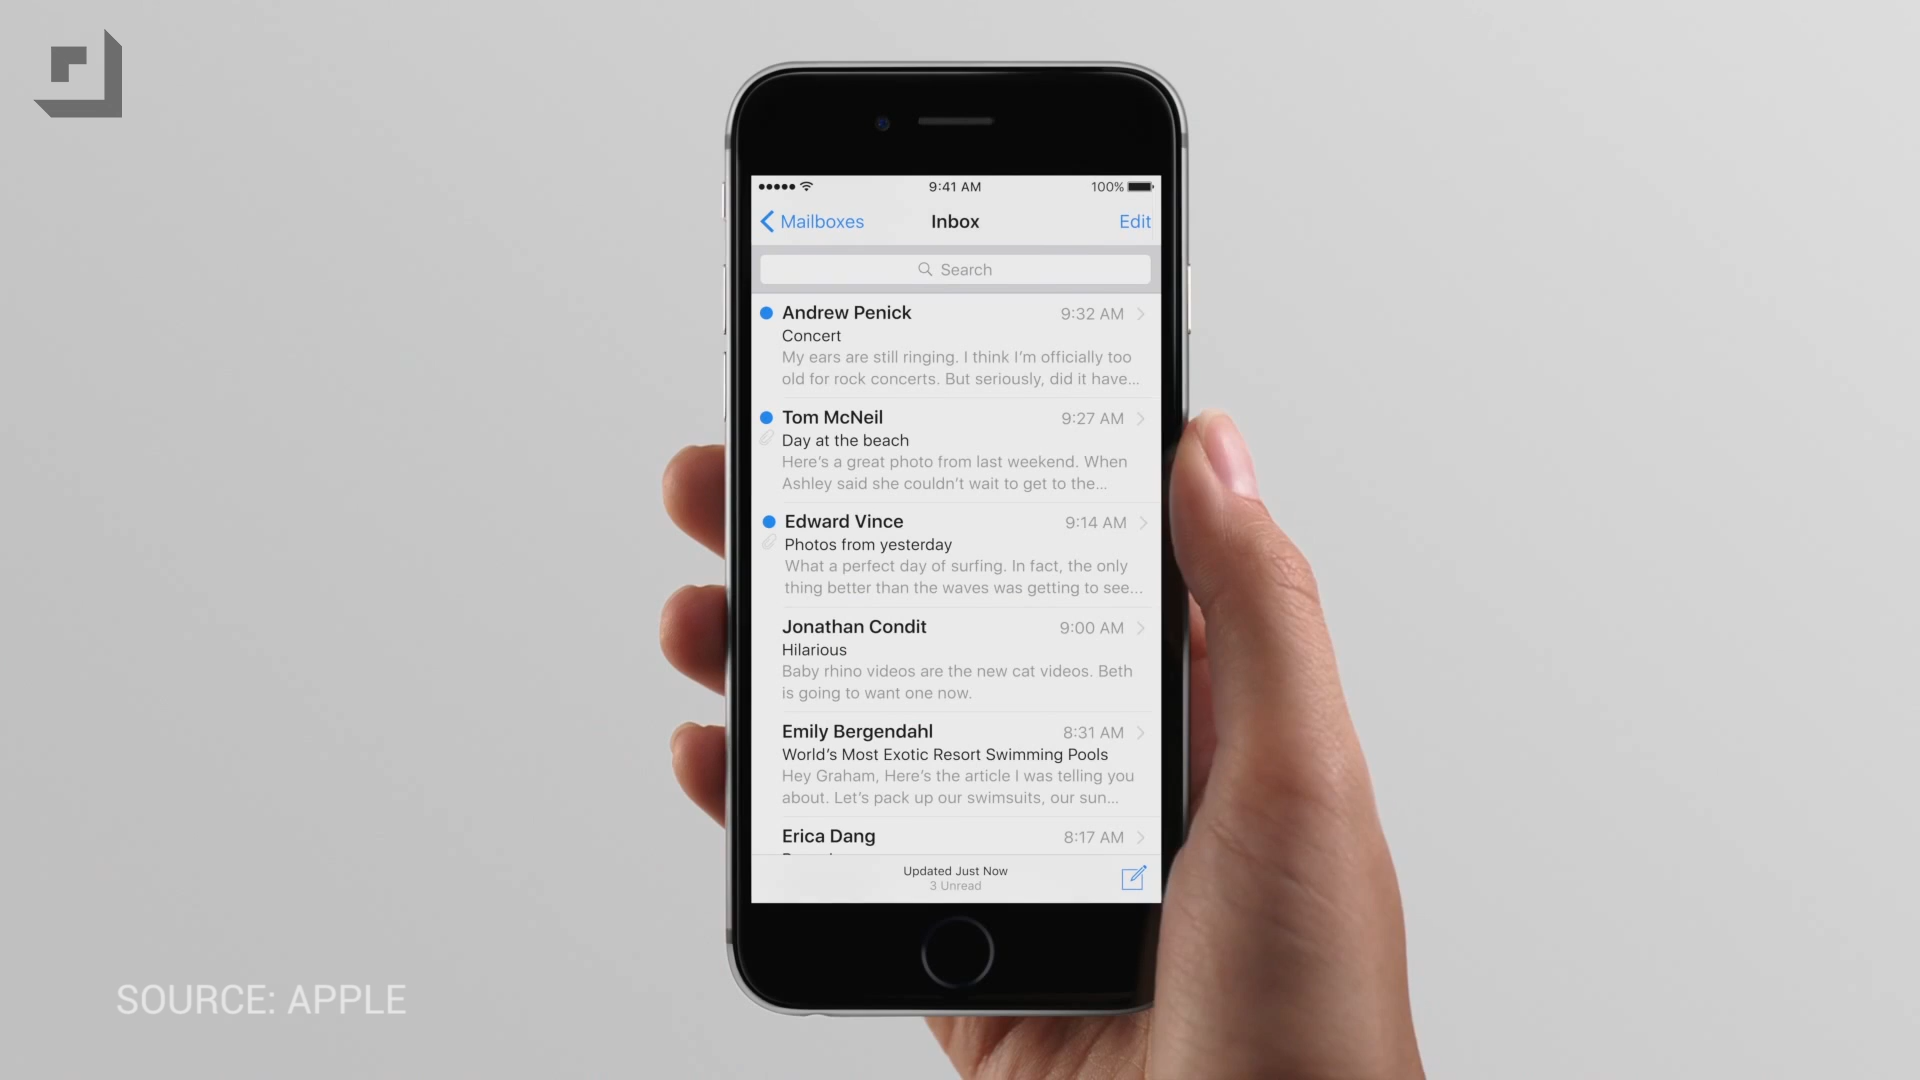 9:41 AM
100%
Mailboxes
Inbox
Edit
Search
Andrew Penick
9:32 AM
Concert
My ears are still ringing. I think I’m officially too
old for rock concerts. But seriously, did it have...
Tom McNeil
9:27 AM
Day at the beach
Here’s a great photo from last weekend. When
Ashley said she couldn’t wait to get to the...
Edward Vince
9:14 AM
Photos from yesterday
What a perfect day of surfing. In fact, the only
thing better than the waves was getting to see...
Jonathan Condit
9:00 AM
Hilarious
Baby rhino videos are the new cat videos. Beth
is going to want one now.
Emily Bergendahl
8:31 AM
World’s Most Exotic Resort Swimming Pools
Hey Graham, Here’s the article I was telling you
about. Let’s pack up our swimsuits, our sun...
Erica Dang
8:17 AM
Updated Just Now
3 Unread
SOURCE: APPLE